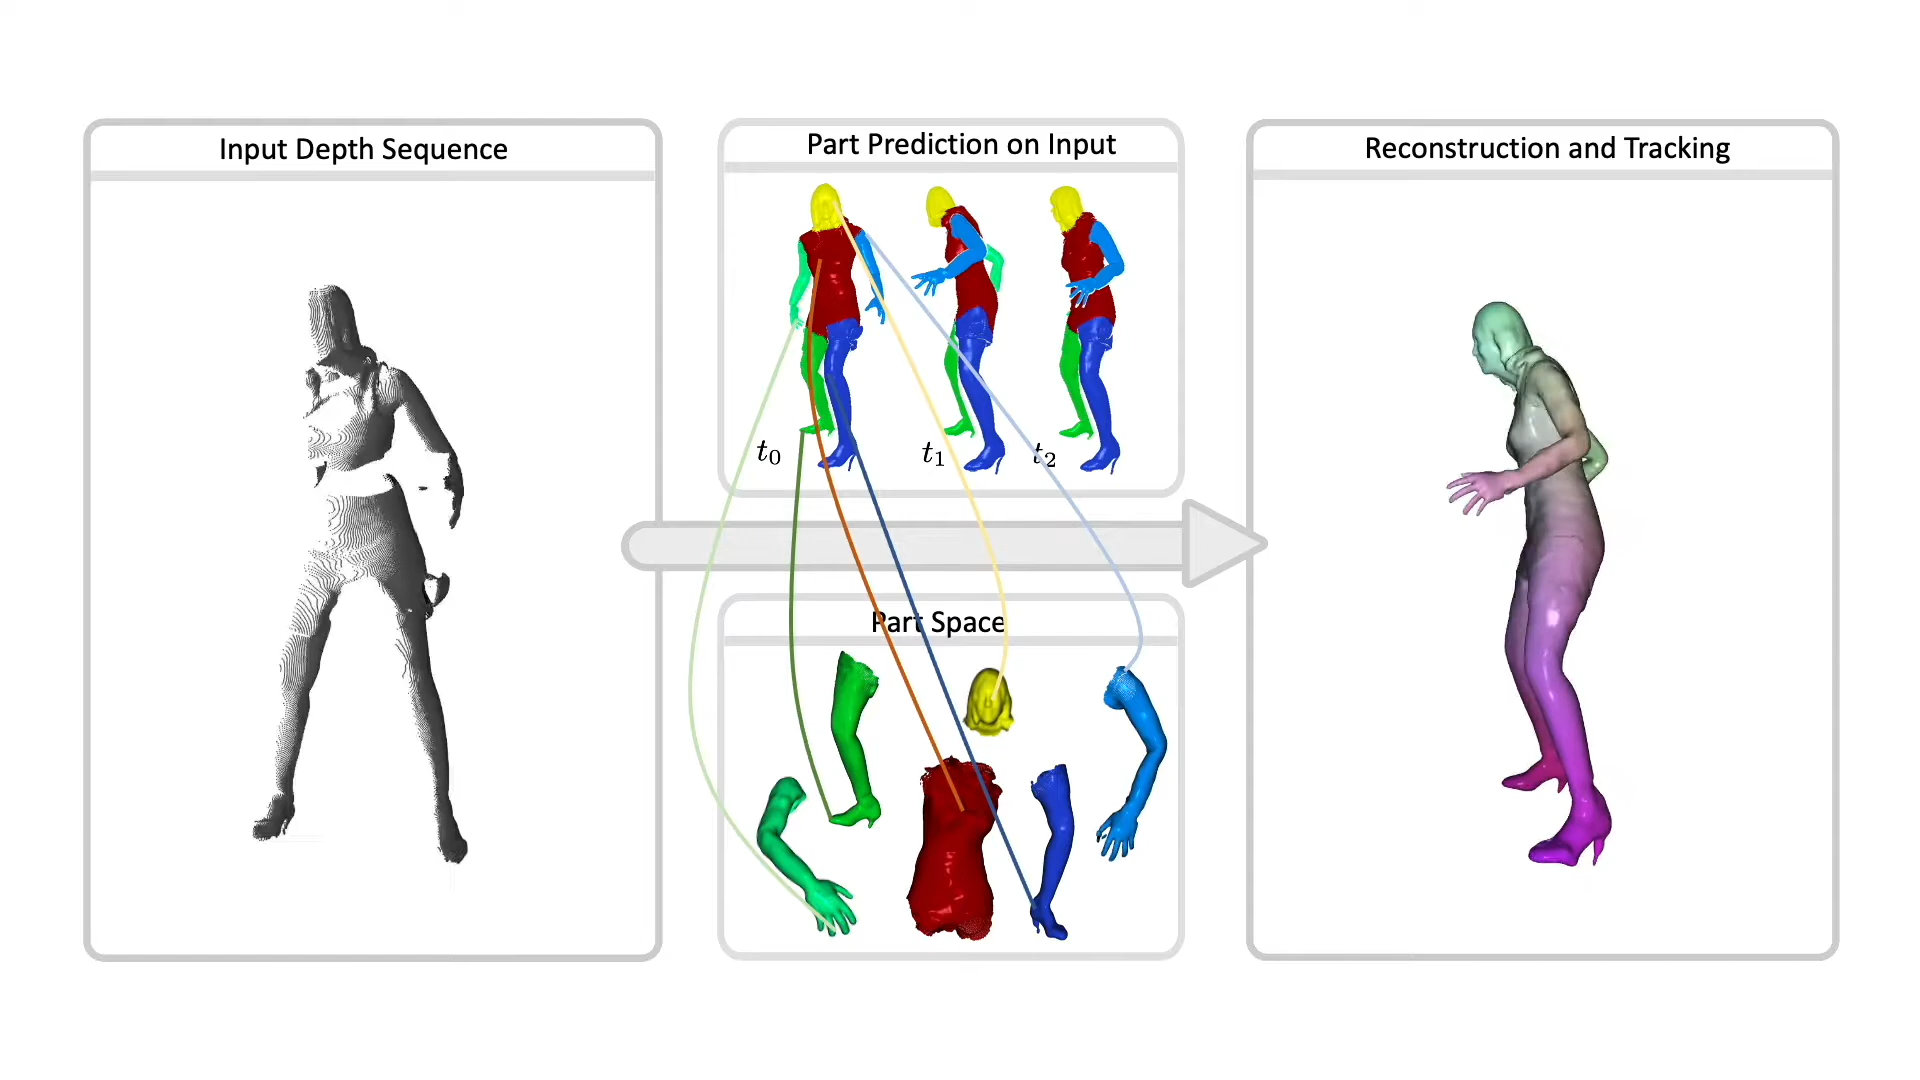 Input Depth Sequence
Part Prediction on Input
t₀
t₁
t₂
Part Space
Reconstruction and Tracking